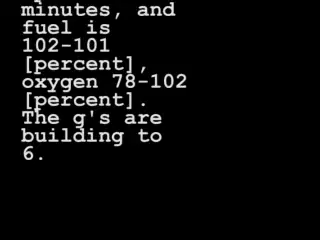 minutes, and
fuel is
102-101
[percent],
oxygen 78-102
[percent].
The g's are
building to
6.